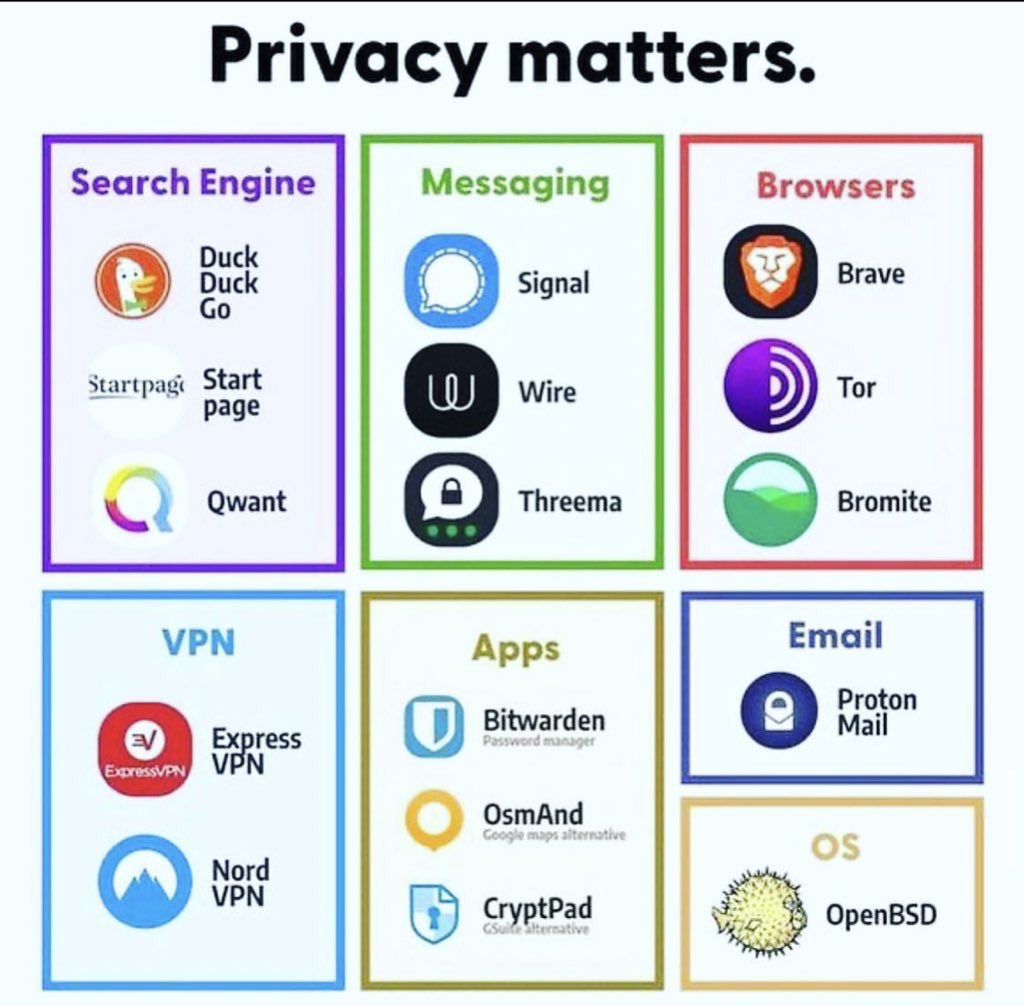 Privacy matters.
Search Engine
Duck
Duck
Go
Startpage
Start
page
Qwant
Messaging
Signal
Wire
Threema
Browsers
Brave
Tor
Bromite
VPN
ExpressVPN
Express
VPN
Nord
VPN
Apps
Bitwarden
Password manager
OsmAnd
Google maps alternative
CryptPad
GSuite alternative
Email
Proton
Mail
OS
OpenBSD